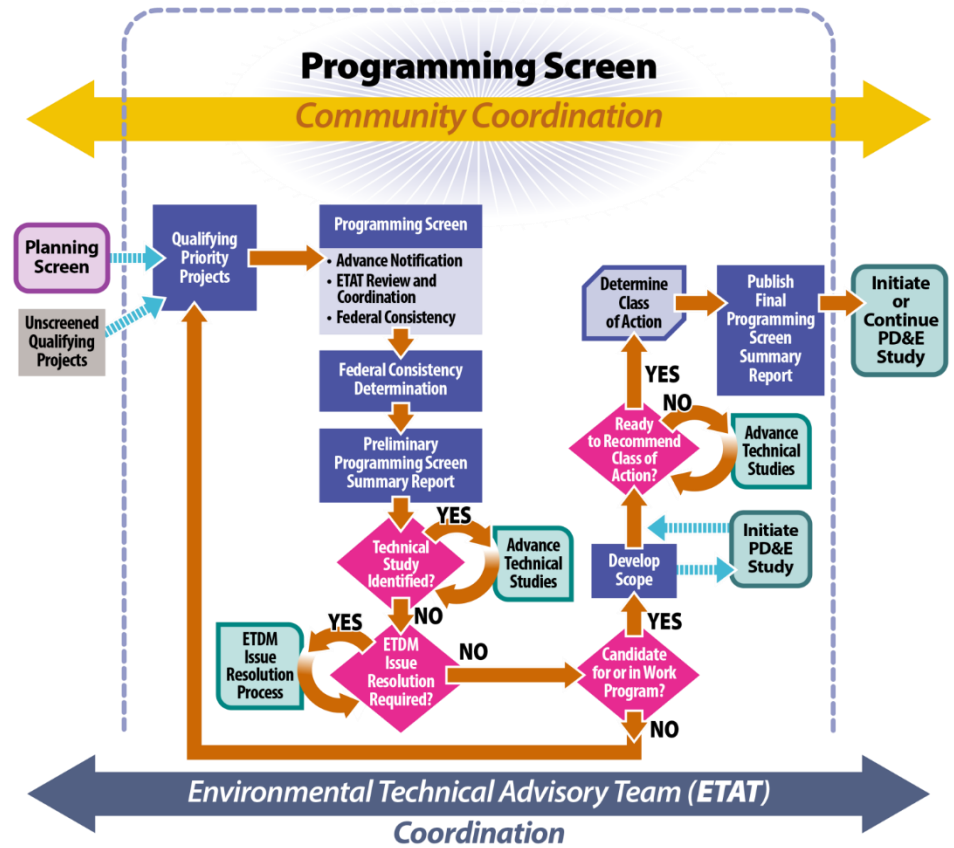 Programming Screen
Community Coordination
Planning
Screen
Unscreened
Qualifying
Projects
Qualifying
Priority
Projects
Programming Screen
• Advance Notification
• ETAT Review and
Coordination
• Federal Consistency
Federal Consistency
Determination
Preliminary
Programming Screen
Summary Report
Technical
Study
Identified?
YES
Advance
Technical
Studies
NO
ETDM
Issue
Resolution
Required?
YES
ETDM
Issue
Resolution
Process
NO
Candidate
for or in Work
Program?
NO
YES
Develop
Scope
Initiate
PD&E
Study
Ready
to Recommend
Class of
Action?
NO
Advance
Technical
Studies
YES
Determine
Class
of Action
Publish
Final
Programming
Screen
Summary
Report
Initiate
or
Continue
PD&E
Study
Environmental Technical Advisory Team (ETAT)
Coordination